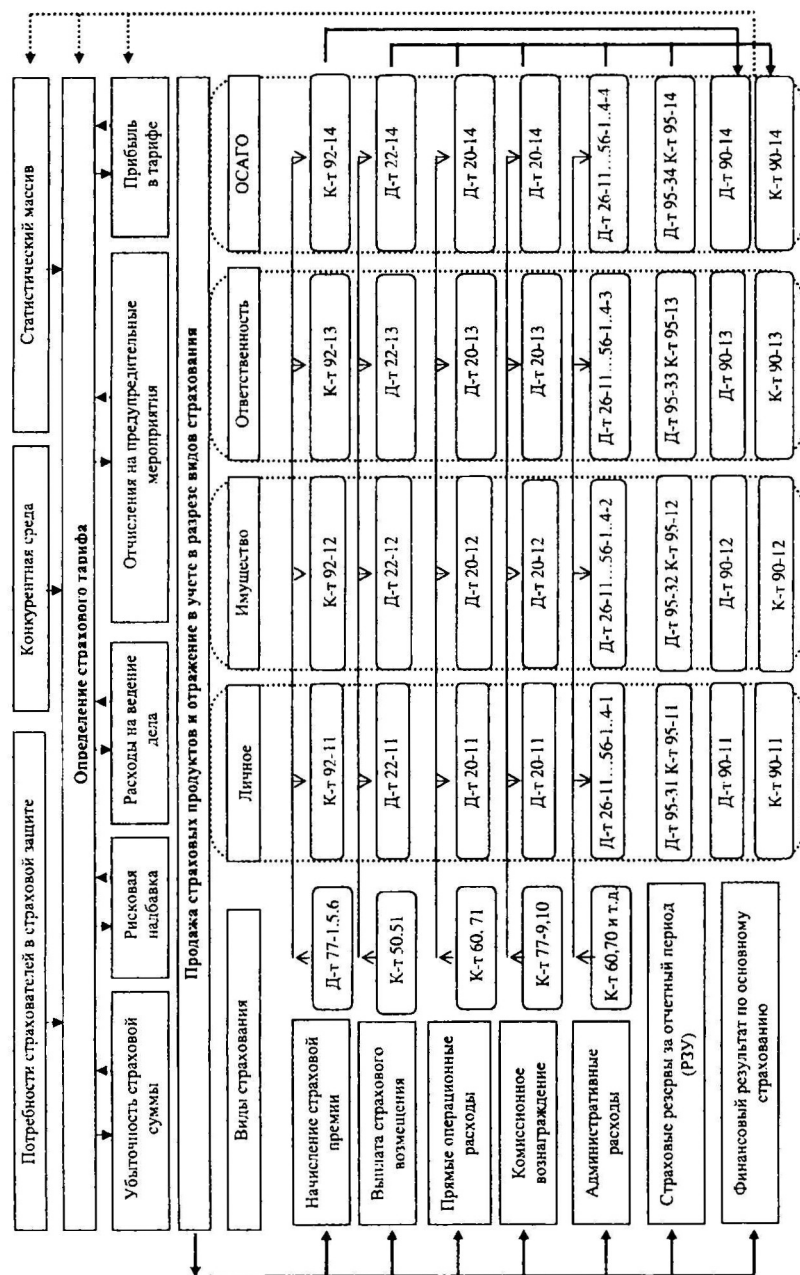 Потребности страхователей в страховой защите
Конкурентная среда
Статистический массив
Определение страхового тарифа
Убыточность страховой
суммы
Рисковая
надбавка
Расходы на ведение
дела
Отчисления на предупредительные
мероприятия
Прибыль
в тарифе
Продажа страховых продуктов и отражение в учете в разрезе видов страхования
Виды страхования
Личное
Имущество
Ответственность
ОСАГО
Начисление страховой
премии
Д-т 77-1.5.6
К-т 92-11
К-т 92-12
К-т 92-13
К-т 92-14
Выплата страхового
возмещения
К-т 50,51
Д-т 22-11
Д-т 22-12
Д-т 22-13
Д-т 22-14
Прямые операционные
расходы
К-т 60, 71
Д-т 20-11
Д-т 20-12
Д-т 20-13
Д-т 20-14
Комиссионное
вознаграждение
К-т 77-9,10
Д-т 20-11
Д-т 20-12
Д-т 20-13
Д-т 20-14
Административные
расходы
К-т 60,70 и т.д.
Д-т 26-11…56-1..4-1
Д-т 26-11…56-1..4-2
Д-т 26-11…56-1..4-3
Д-т 26-11…56-1..4-4
Страховые резервы за отчетный период
(РЗУ)
Д-т 95-31 К-т 95-11
Д-т 95-32 К-т 95-12
Д-т 95-33 К-т 95-13
Д-т 95-34 К-т 95-14
Финансовый результат по основному
страхованию
Д-т 90-11
Д-т 90-12
Д-т 90-13
Д-т 90-14
К-т 90-11
К-т 90-12
К-т 90-13
К-т 90-14